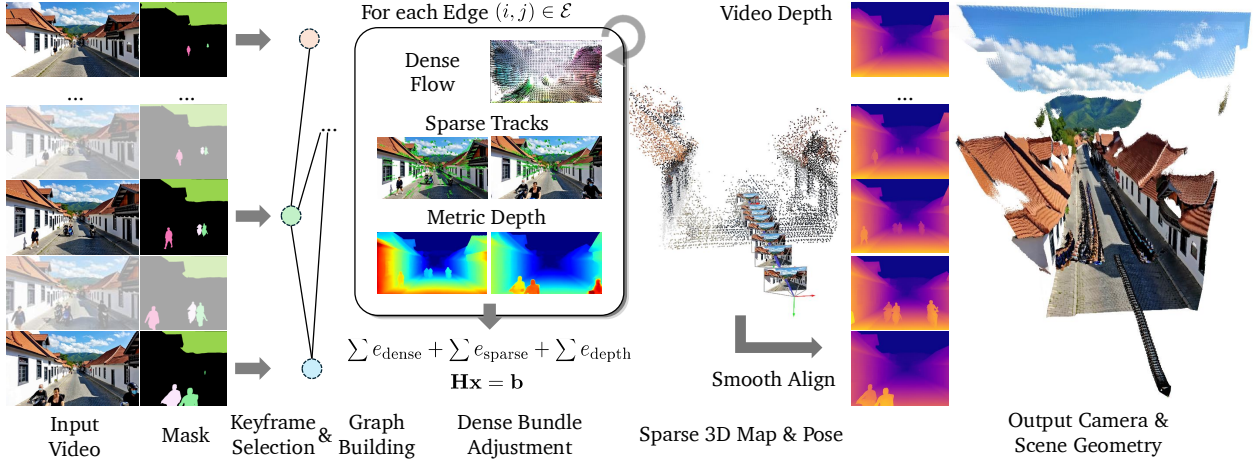 For each Edge (i, j) ∈ ℰ
Video Depth
Dense
Flow
...
...
...
Sparse Tracks
Metric Depth
∑ e_dense + ∑ e_sparse + ∑ e_depth
Hx = b
Smooth Align
Input
Video
Mask
Keyframe
Selection
&
Graph
Building
Dense Bundle
Adjustment
Sparse 3D Map & Pose
Output Camera &
Scene Geometry